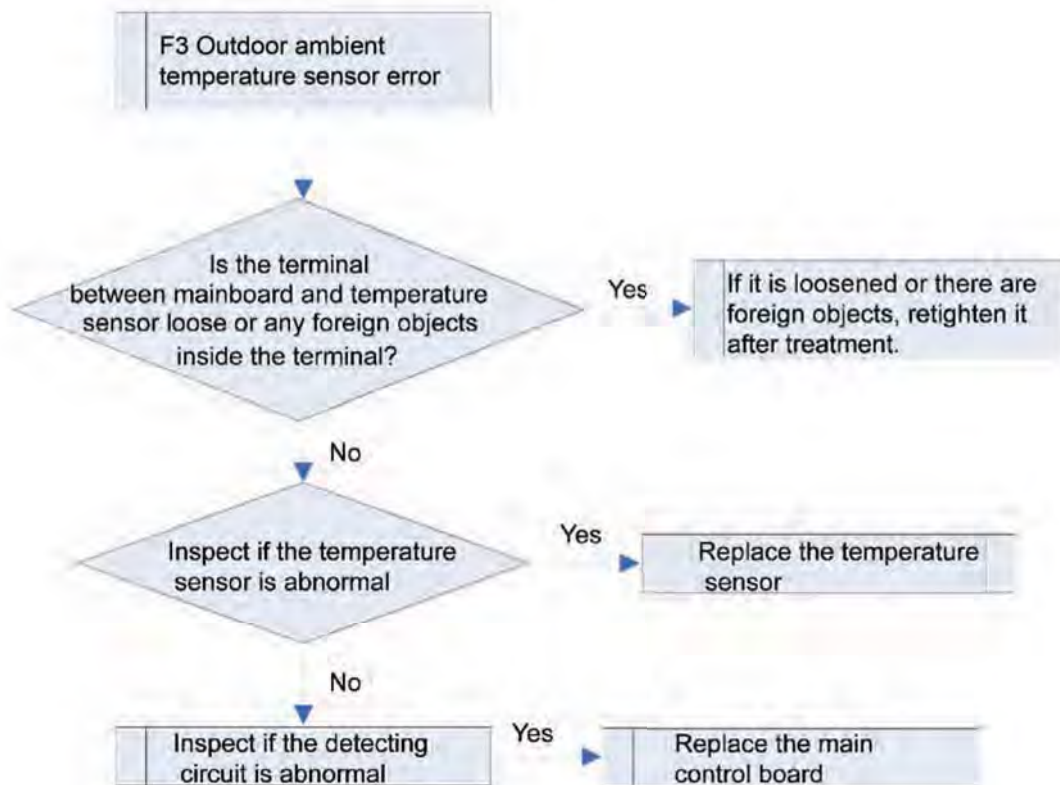 F3 Outdoor ambient
temperature sensor error
Is the terminal
between mainboard and temperature
sensor loose or any foreign objects
inside the terminal?
Yes
If it is loosened or there are
foreign objects, retighten it
after treatment.
No
Inspect if the temperature
sensor is abnormal
Yes
Replace the temperature
sensor
No
Inspect if the detecting
circuit is abnormal
Yes
Replace the main
control board